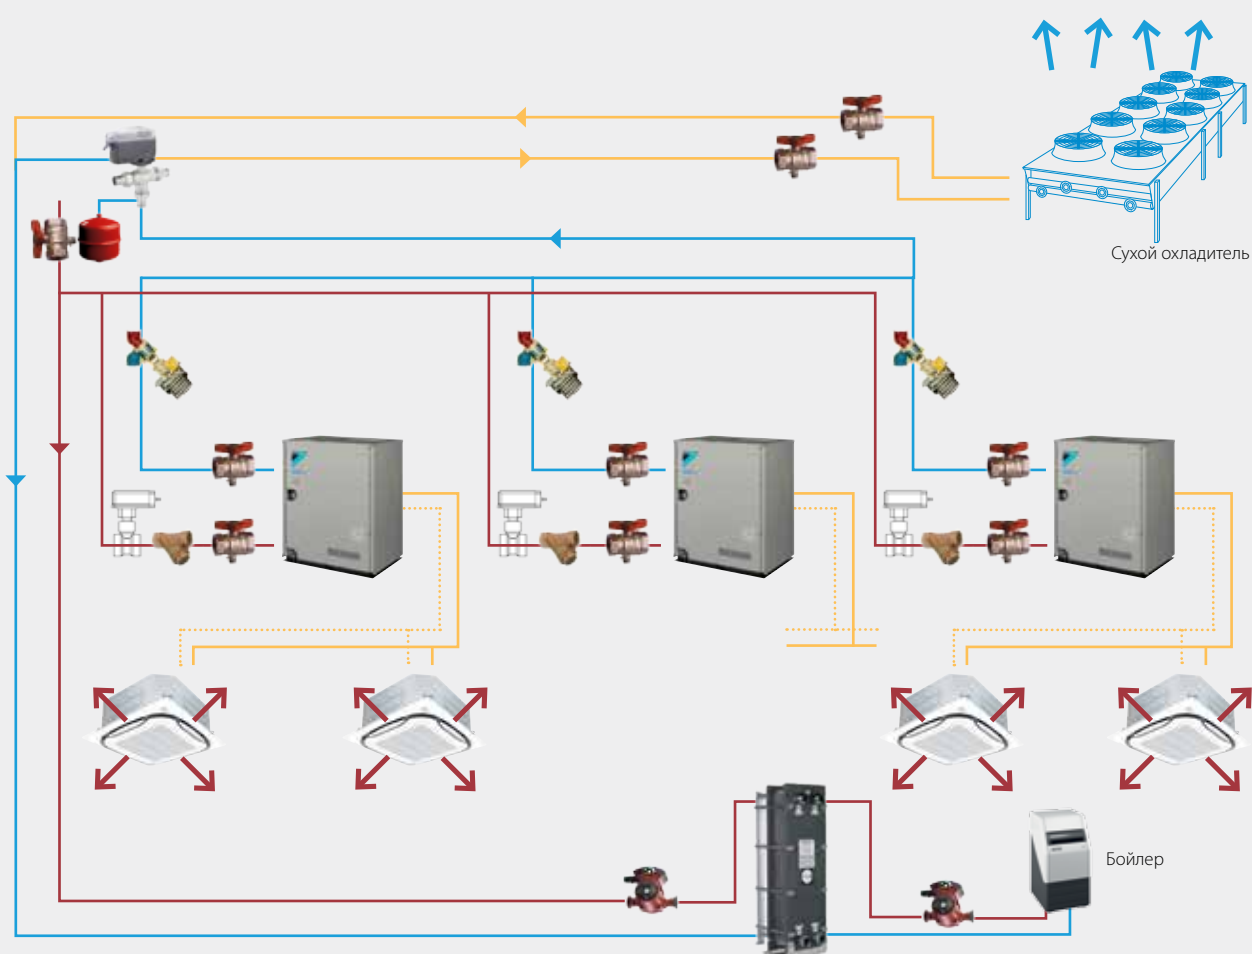 Сухой охладитель
Бойлер